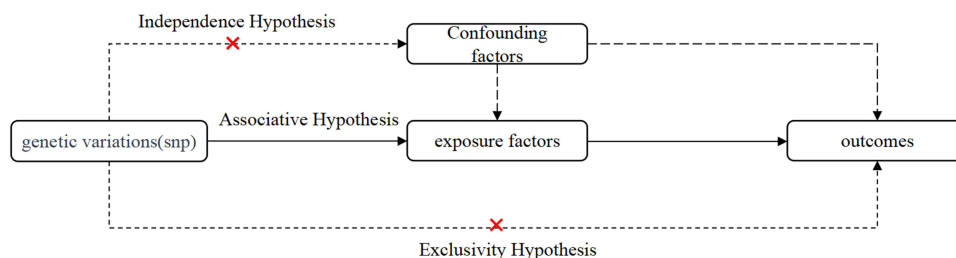 Independence Hypothesis
Confounding
factors
Associative Hypothesis
genetic variations(snp)
exposure factors
outcomes
Exclusivity Hypothesis